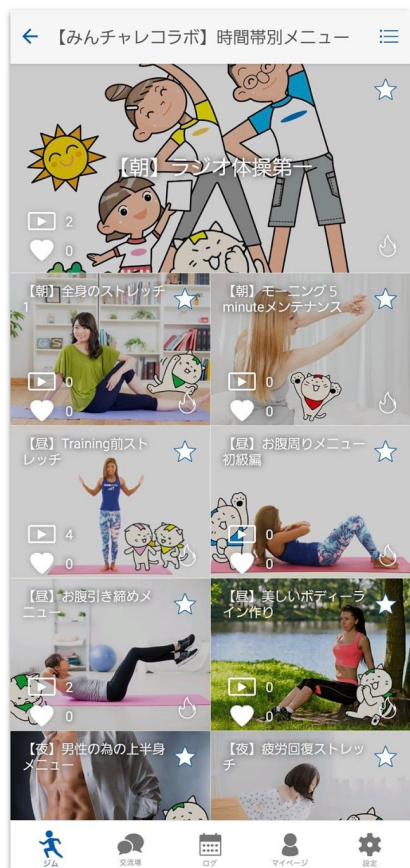 【みんチャレコラボ】時間帯別メニュー
【朝】ラジオ体操第一
2
0
【朝】全身のストレッチ
1
0
0
【朝】モーニング5
minuteメンテナンス
0
0
【昼】Training前スト
レッチ
4
0
【昼】お腹周りメニュー
初級編
0
0
【昼】お腹引き締めメ
ニュー
2
0
【昼】美しいボディーラ
イン作り
0
0
【夜】男性の為の上半身
メニュー
【夜】疲労回復ストレッ
チ
ジム
交流場
ログ
マイページ
設定